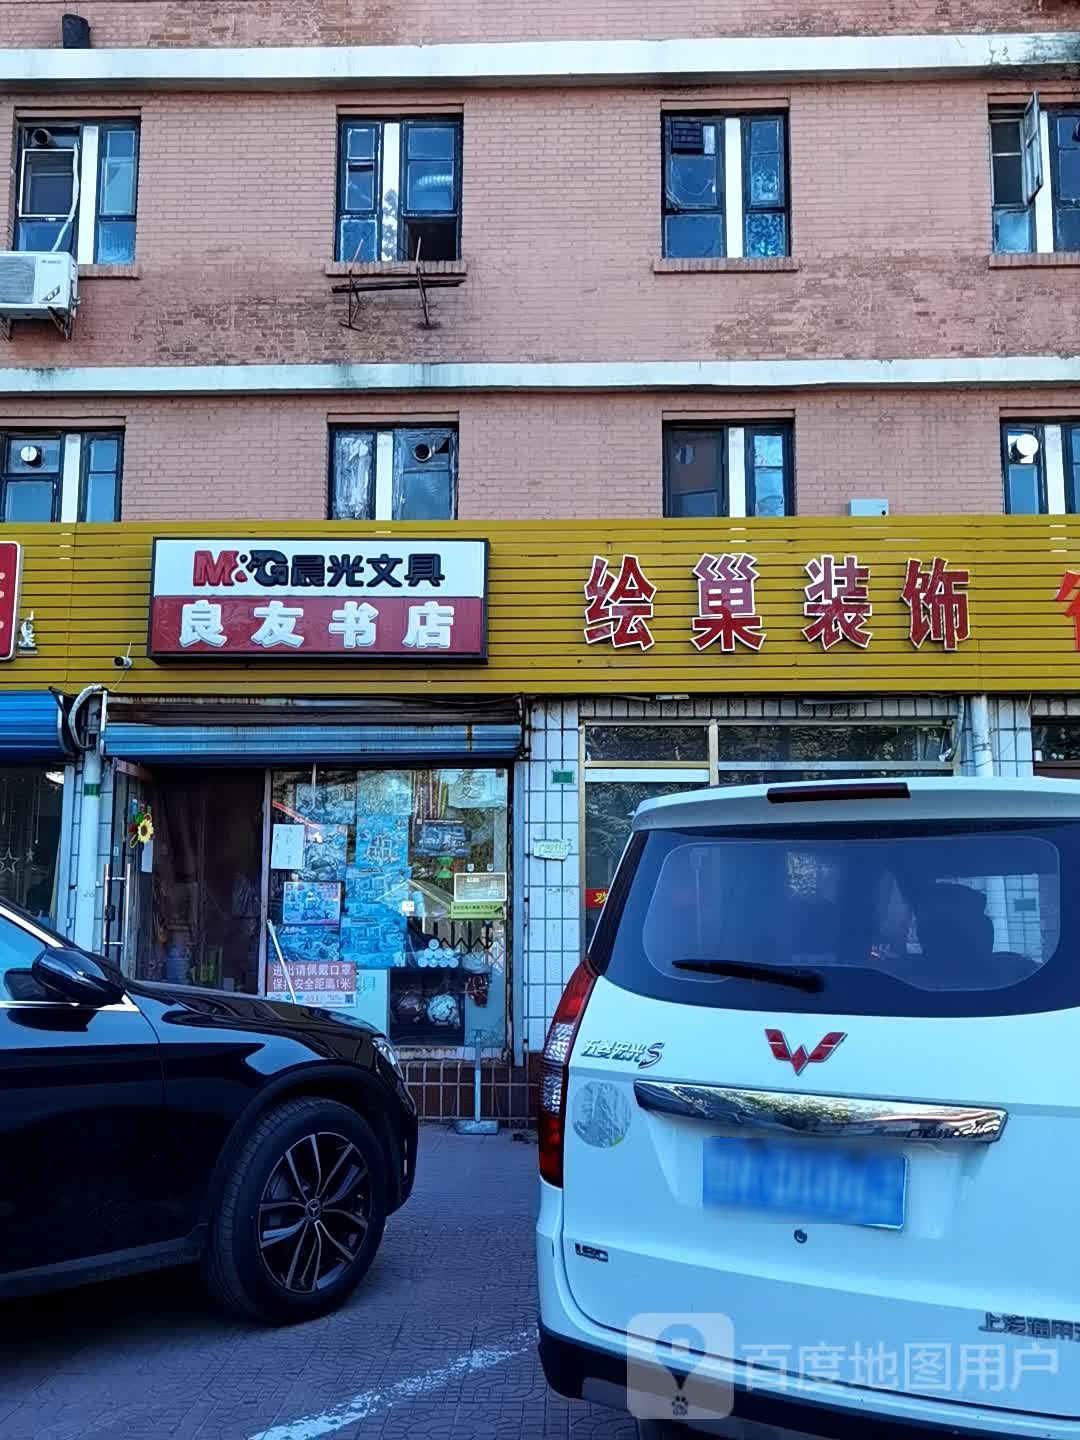 M&G晨光文具
良友书店
绘巢装饰
进出请佩戴口罩
保持安全距离1米
五菱宏光S
上汽通用五
百度地图用户